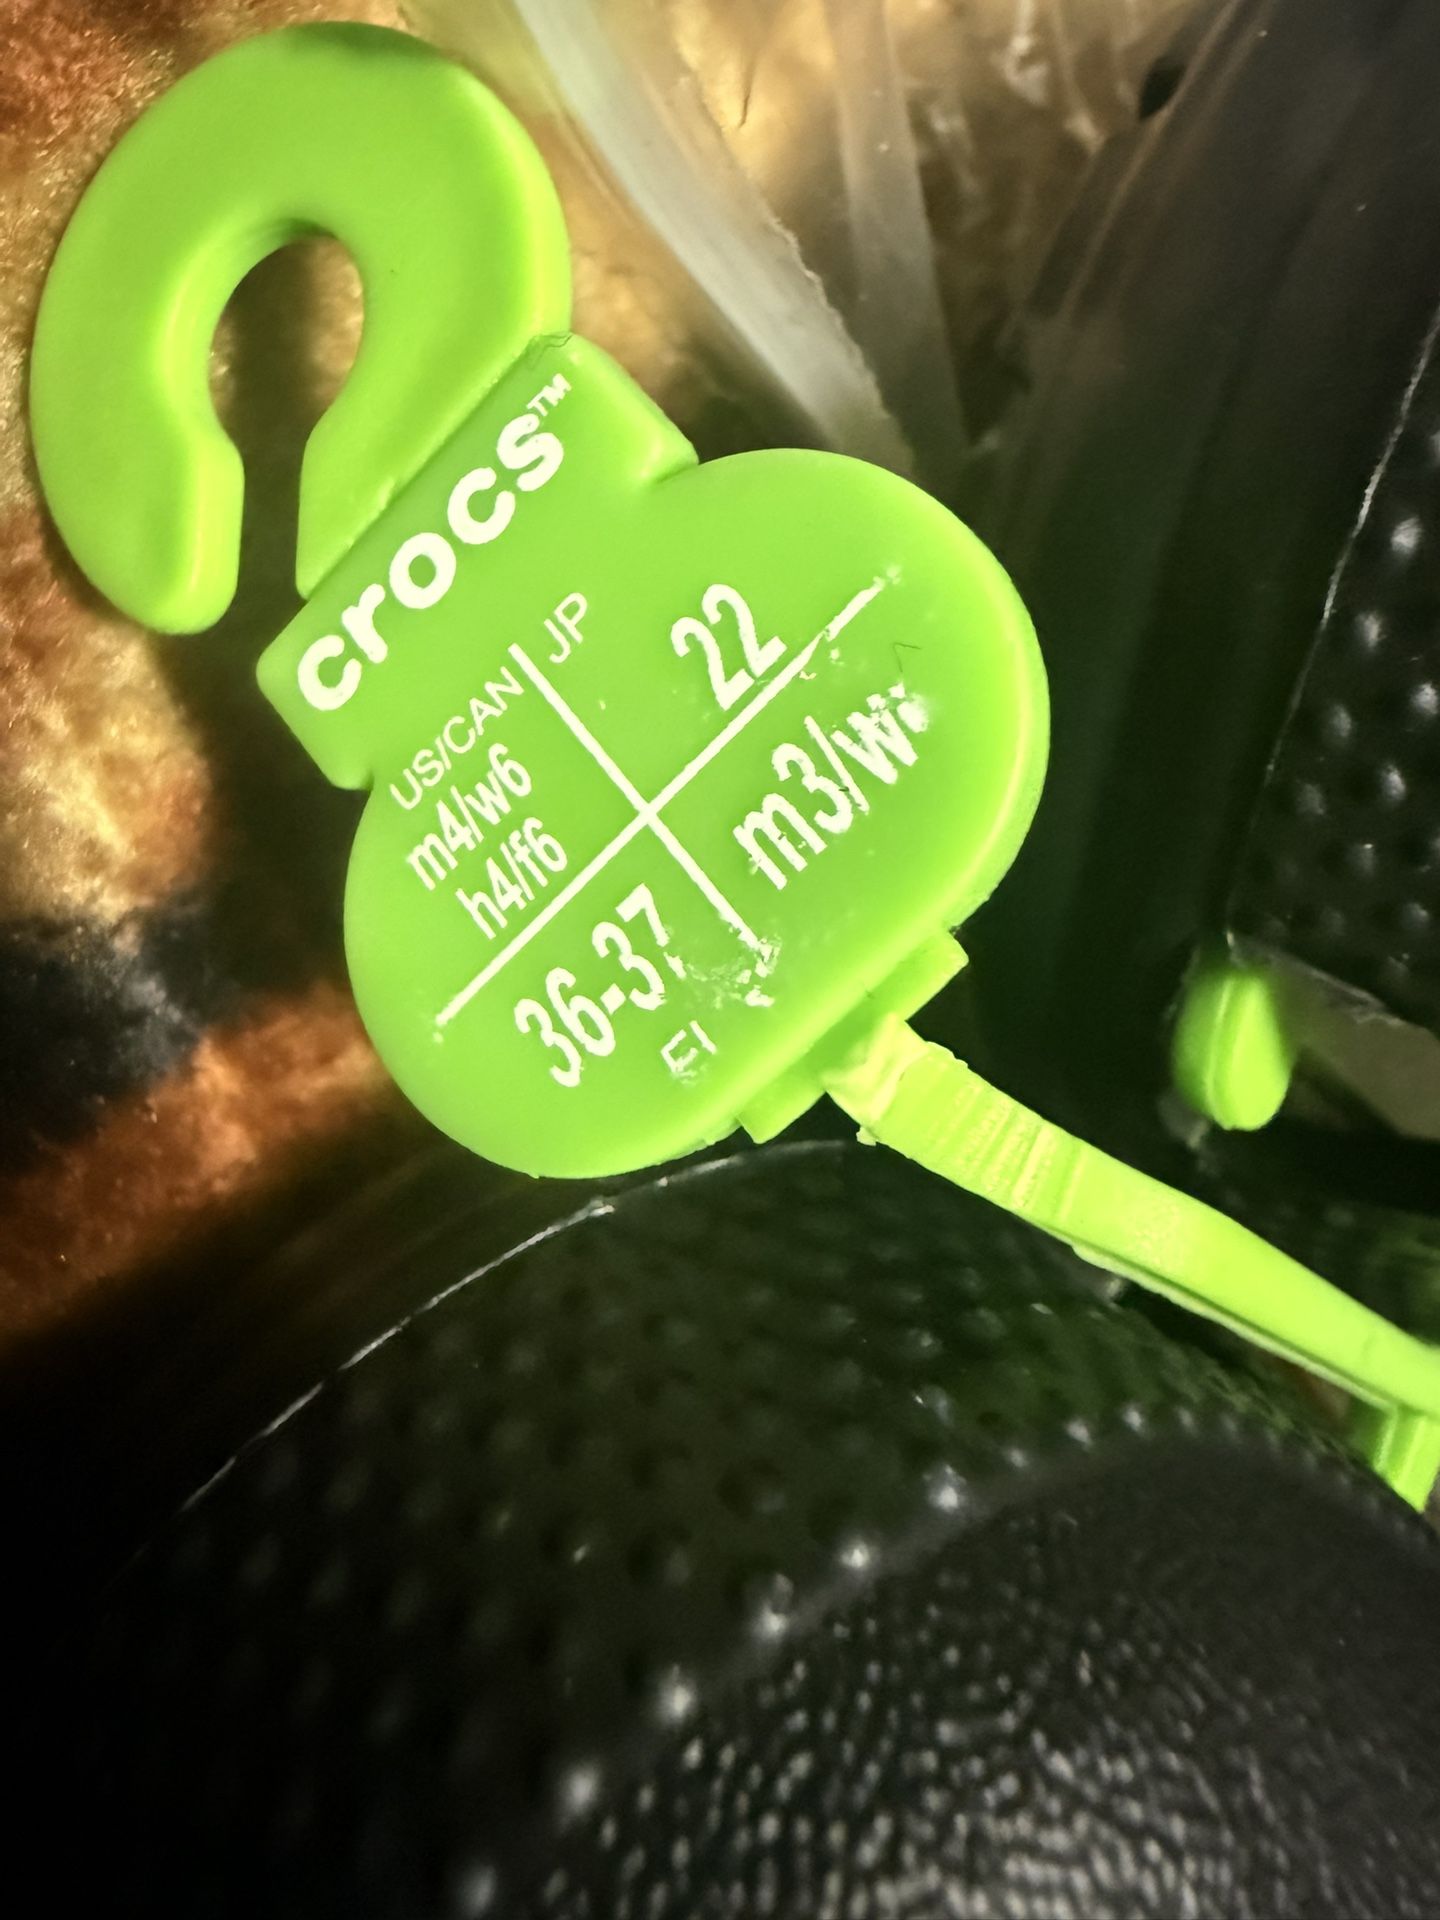 crocs™
US/CAN
m4/w6
h4/f6
JP
22
36-37
m3/w